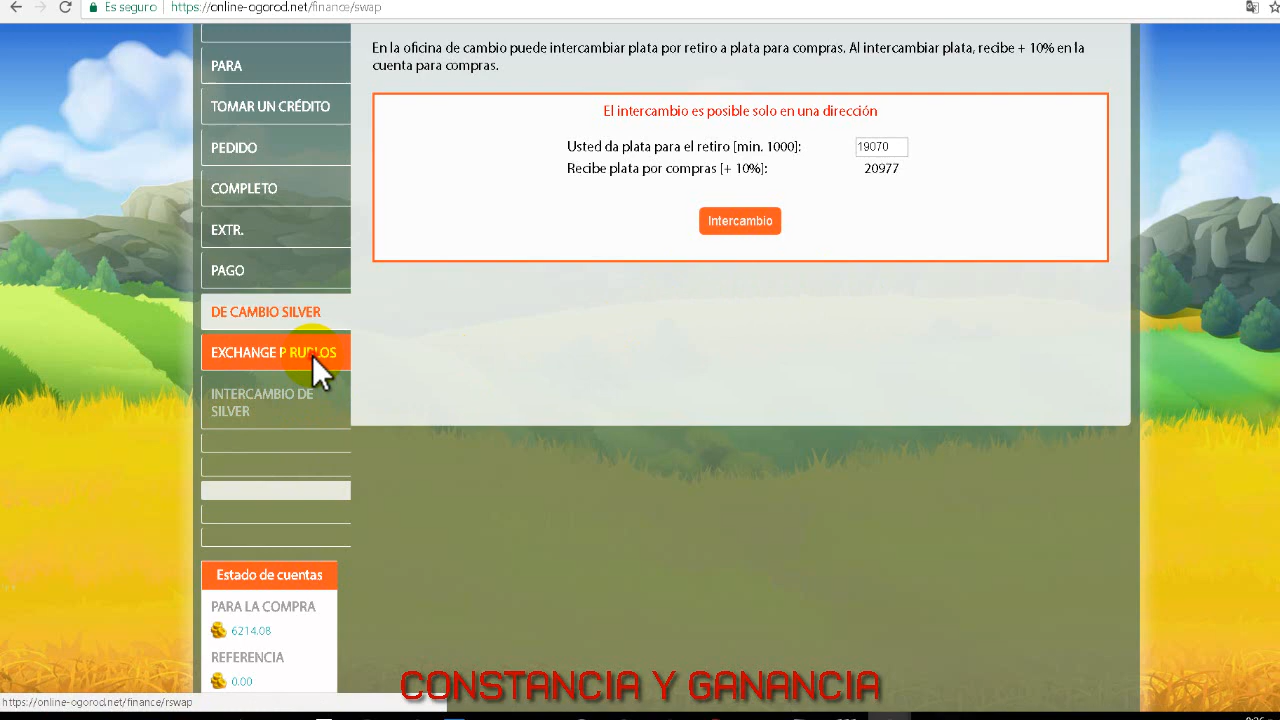 Es seguro
https://online-ogorod.net/finance/swap
PARA
TOMAR UN CRÉDITO
PEDIDO
COMPLETO
EXTR.
PAGO
DE CAMBIO SILVER
EXCHANGE P RUBLOS
INTERCAMBIO DE
SILVER
En la oficina de cambio puede intercambiar plata por retiro a plata para compras. Al intercambiar plata, recibe + 10% en la
cuenta para compras.
El intercambio es posible solo en una dirección
Usted da plata para el retiro [min. 1000]: 19070
Recibe plata por compras [+ 10%]: 20977
Intercambio
Estado de cuentas
PARA LA COMPRA
6214.08
REFERENCIA
0.00
CONSTANCIA Y GANANCIA
https://online-ogorod.net/finance/rswap